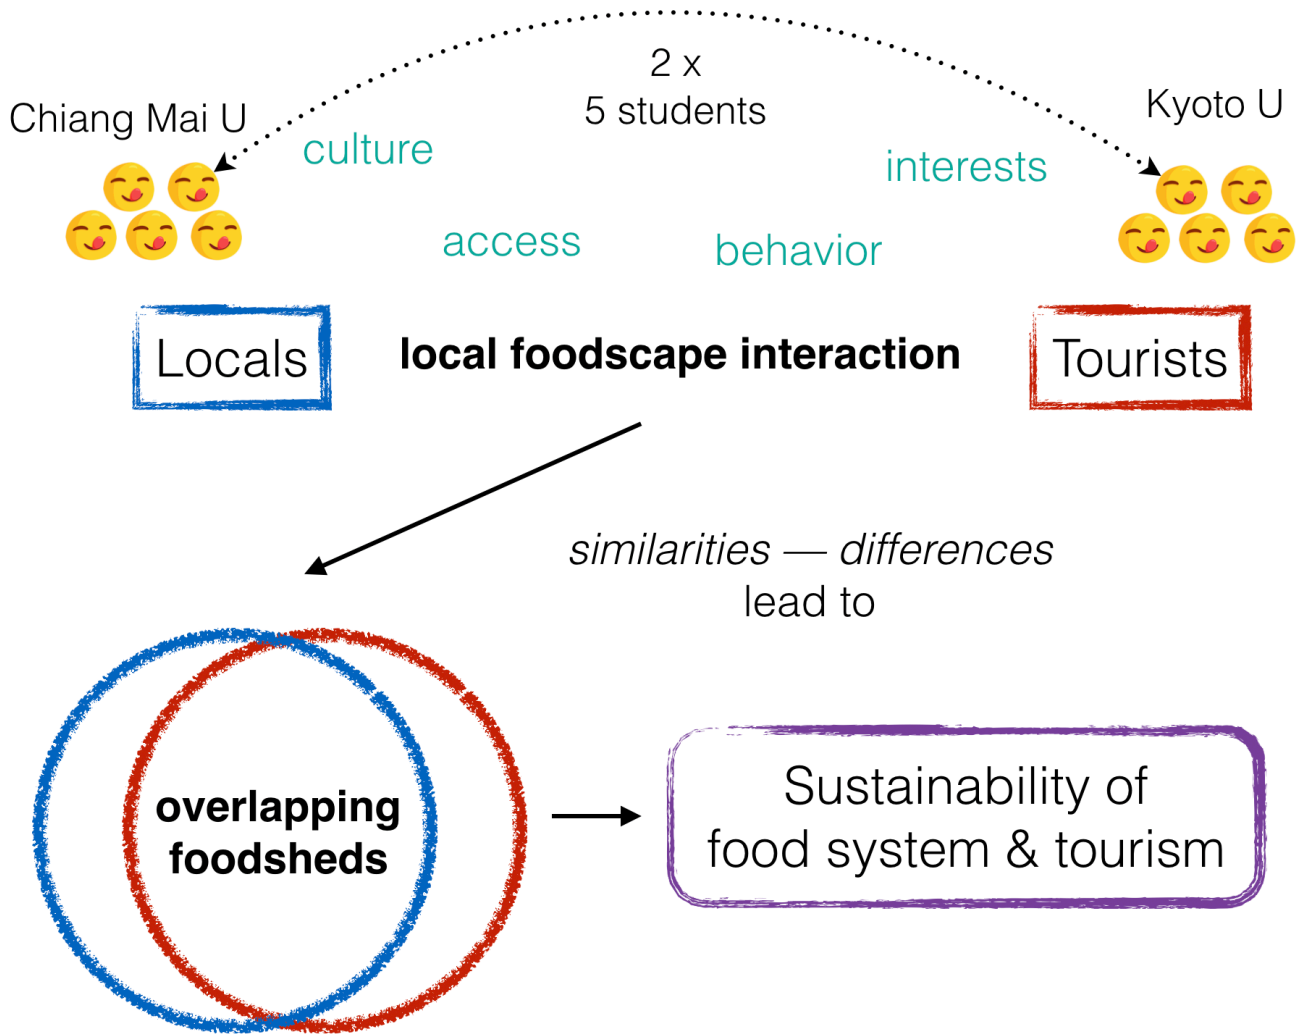 2 x
5 students
Chiang Mai U
Kyoto U
culture
interests
access
behavior
Locals
local foodscape interaction
Tourists
similarities — differences
lead to
overlapping
foodsheds
Sustainability of
food system & tourism